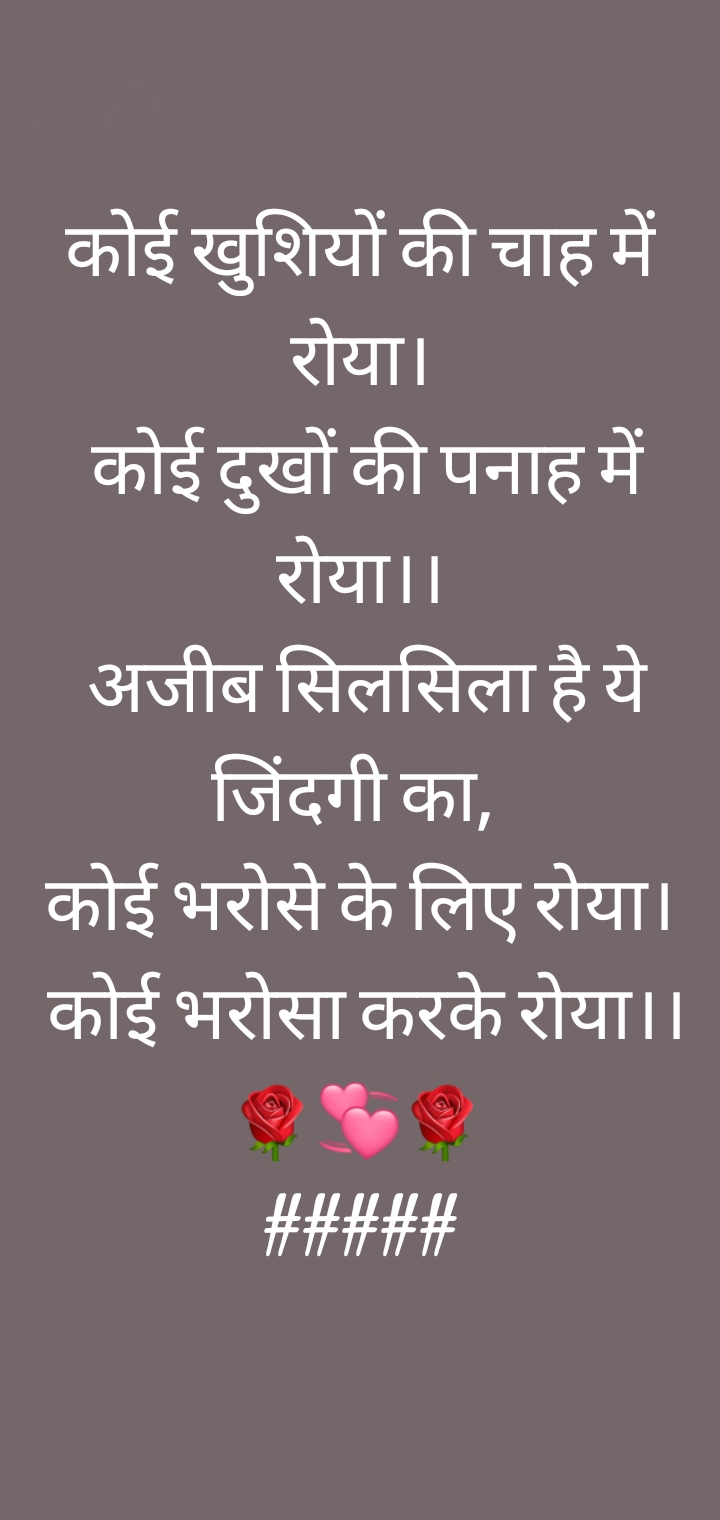 कोई खुशियों की चाह में
रोया।
कोई दुखों की पनाह में
रोया।।
अजीब सिलसिला है ये
जिंदगी का,
कोई भरोसे के लिए रोया।
कोई भरोसा करके रोया।।
🌹💞🌹
#####